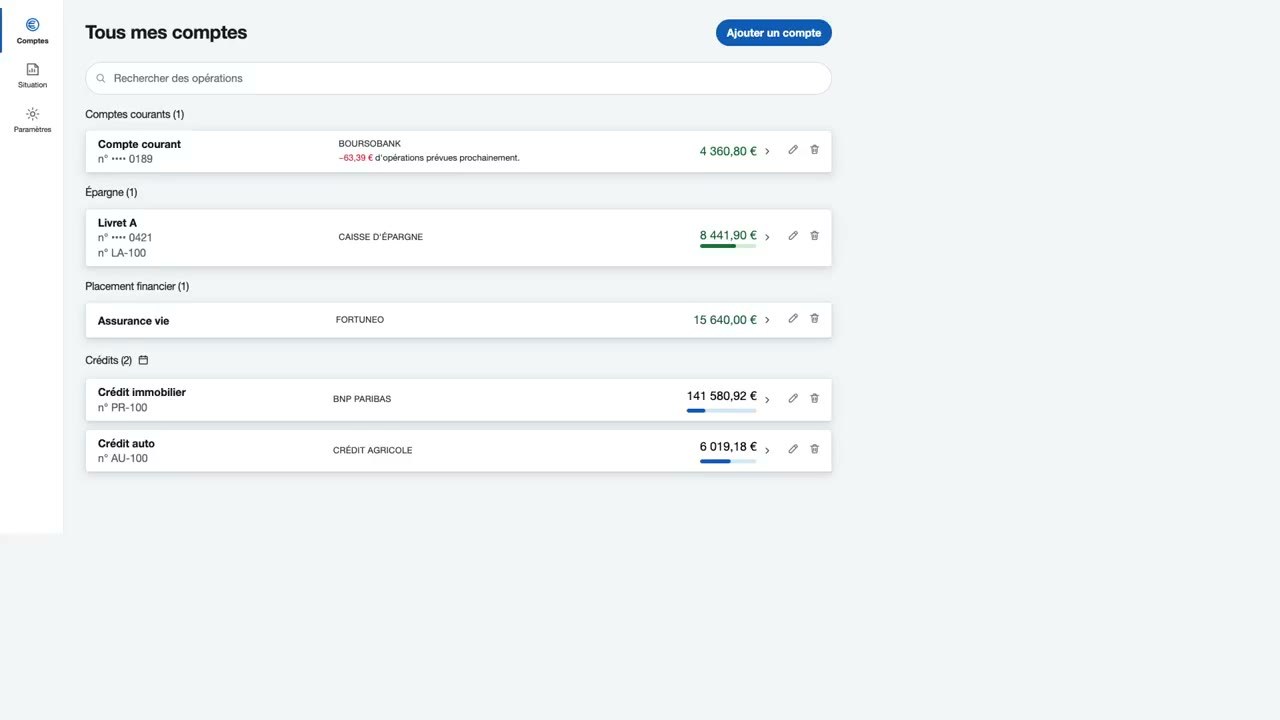 Comptes
Situation
Paramètres
Tous mes comptes
Ajouter un compte
Rechercher des opérations
Comptes courants (1)
Compte courant
n° •••• 0189
BOURSOBANK
−63,39 € d'opérations prévues prochainement.
4 360,80 €
Épargne (1)
Livret A
n° •••• 0421
n° LA-100
CAISSE D'ÉPARGNE
8 441,90 €
Placement financier (1)
Assurance vie
FORTUNEO
15 640,00 €
Crédits (2)
Crédit immobilier
n° PR-100
BNP PARIBAS
141 580,92 €
Crédit auto
n° AU-100
CRÉDIT AGRICOLE
6 019,18 €